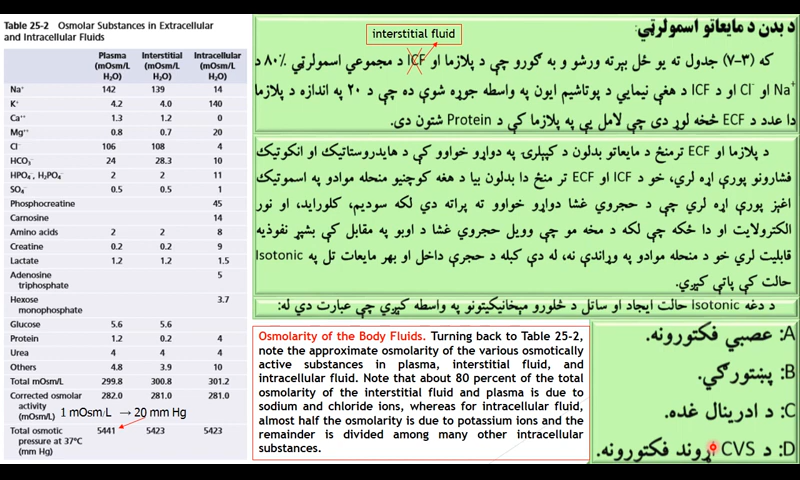 Table 25-2 Osmolar Substances in Extracellular
and Intracellular Fluids
Plasma (mOsm/L H₂O) Interstitial (mOsm/L H₂O) Intracellular (mOsm/L H₂O)
Na⁺ 142 139 14
K⁺ 4.2 4.0 140
Ca⁺⁺ 1.3 1.2 0
Mg⁺⁺ 0.8 0.7 20
Cl⁻ 106 108 4
HCO₃⁻ 24 28.3 10
HPO₄⁻, H₂PO₄⁻ 2 2 11
SO₄⁻ 0.5 0.5 1
Phosphocreatine 45
Carnosine 14
Amino acids 2 2 8
Creatine 0.2 0.2 9
Lactate 1.2 1.2 1.5
Adenosine triphosphate 5
Hexose monophosphate 3.7
Glucose 5.6 5.6
Protein 1.2 0.2 4
Urea 4 4 4
Others 4.8 3.9 10
Total mOsm/L 299.8 300.8 301.2
Corrected osmolar activity (mOsm/L) 282.0 281.0 281.0
1 mOsm/L → 20 mm Hg
Total osmotic pressure at 37°C (mm Hg) 5441 5423 5423
د بدن د مایعاتو اسمولرټي:
interstitial fluid
که (۳–۷) جدول ته یو ځل بېرته ورشو و به ګورو چې د پلازما او ICF د مجموعي اسمولرټي ۸۰٪ د
Na⁺ او Cl⁻ او د ICF د هغې نیمایي د پوتاشیم ایون په واسطه جوړه شوې ده چې د ۲۰ په اندازه د پلازما
دا عدد د ECF څخه لوړ دی چې لامل یې په پلازما کې د Protein شتون دی.
د پلازما او ECF ترمنځ د مایعاتو بدلون د کپېلرۍ په دواړو خواوو کې د هایدروستاتیک او انکوتیک
فشارونو پورې اړه لري، خو د ICF او ECF تر منځ دا بدلون بیا د هغه کوچنیو منحله موادو په اسموتیک
اغېز پورې اړه لري چې د حجروي غشا دواړو خواوو ته پراته دي لکه سودیم، کلوراید، او نور
الکترولایت او دا ځکه چې لکه د مخه مو چې وویل حجروي غشا د اوبو په مقابل کې بشپړ نفوذیه
قابلیت لري خو د منحله موادو په وړاندې نه، له دې کبله د حجرې داخل او بهر مایعات تل په Isotonic
حالت کې پاتې کیږي.
د دغه Isotonic حالت ایجاد او ساتل د څلورو میخانیکیتونو په واسطه کیږي چې عبارت دي له:
Osmolarity of the Body Fluids. Turning back to Table 25-2,
note the approximate osmolarity of the various osmotically
active substances in plasma, interstitial fluid, and
intracellular fluid. Note that about 80 percent of the total
osmolarity of the interstitial fluid and plasma is due to
sodium and chloride ions, whereas for intracellular fluid,
almost half the osmolarity is due to potassium ions and the
remainder is divided among many other intracellular
substances.
A: عصبي فکتورونه.
B: پښتورګي.
C: د ادرینال غده.
D: د CVS اړوند فکتورونه.